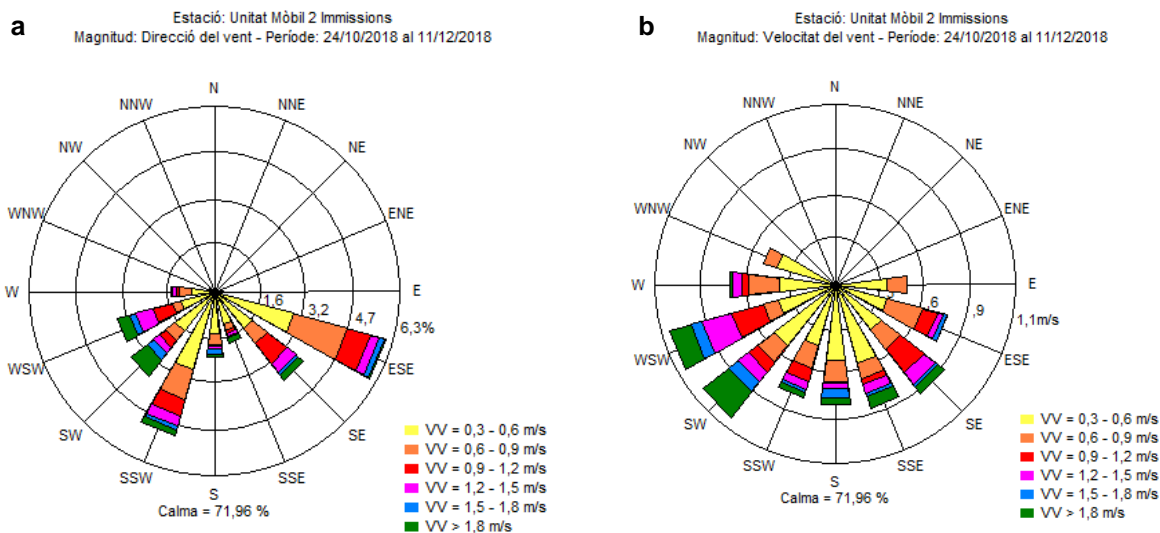 a
Estació: Unitat Mòbil 2 Immissions
Magnitud: Direcció del vent - Període: 24/10/2018 al 11/12/2018
N
NNE
NE
ENE
E
ESE
SE
SSE
S
SSW
SW
WSW
W
WNW
NW
NNW
1,6
3,2
4,7
6,3%
Calma = 71,96 %
VV = 0,3 - 0,6 m/s
VV = 0,6 - 0,9 m/s
VV = 0,9 - 1,2 m/s
VV = 1,2 - 1,5 m/s
VV = 1,5 - 1,8 m/s
VV > 1,8 m/s
b
Estació: Unitat Mòbil 2 Immissions
Magnitud: Velocitat del vent - Període: 24/10/2018 al 11/12/2018
N
NNE
NE
ENE
E
ESE
SE
SSE
S
SSW
SW
WSW
W
WNW
NW
NNW
,6
,9
1,1m/s
Calma = 71,96 %
VV = 0,3 - 0,6 m/s
VV = 0,6 - 0,9 m/s
VV = 0,9 - 1,2 m/s
VV = 1,2 - 1,5 m/s
VV = 1,5 - 1,8 m/s
VV > 1,8 m/s